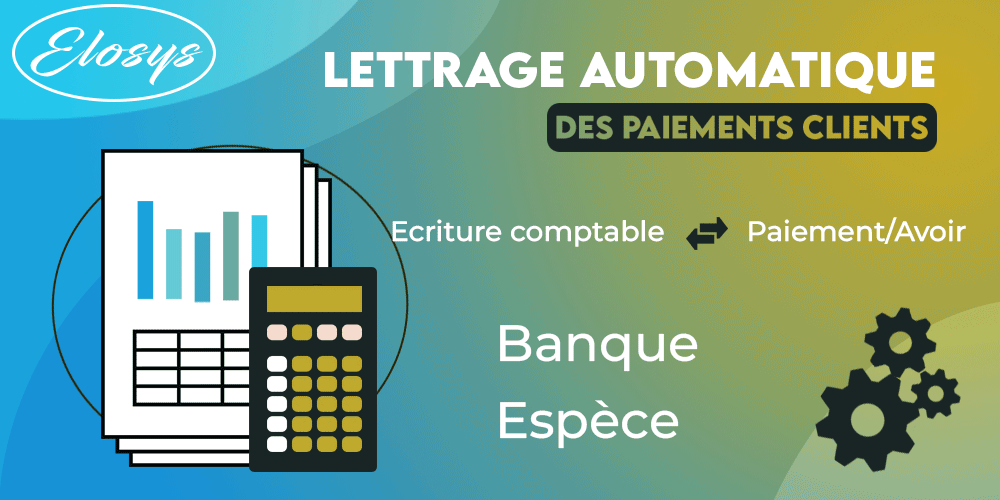 Elosys
LETTRAGE AUTOMATIQUE
DES PAIEMENTS CLIENTS
Ecriture comptable Paiement/Avoir
Banque
Espèce